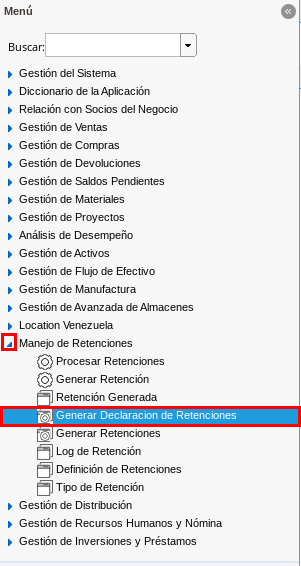 Menú
Buscar:
Gestión del Sistema
Diccionario de la Aplicación
Relación con Socios del Negocio
Gestión de Ventas
Gestión de Compras
Gestión de Devoluciones
Gestión de Saldos Pendientes
Gestión de Materiales
Gestión de Proyectos
Análisis de Desempeño
Gestión de Activos
Gestión de Flujo de Efectivo
Gestión de Manufactura
Gestión de Avanzada de Almacenes
Location Venezuela
Manejo de Retenciones
Procesar Retenciones
Generar Retención
Retención Generada
Generar Declaracion de Retenciones
Generar Retenciones
Log de Retención
Definición de Retenciones
Tipo de Retención
Gestión de Distribución
Gestión de Recursos Humanos y Nómina
Gestión de Inversiones y Préstamos